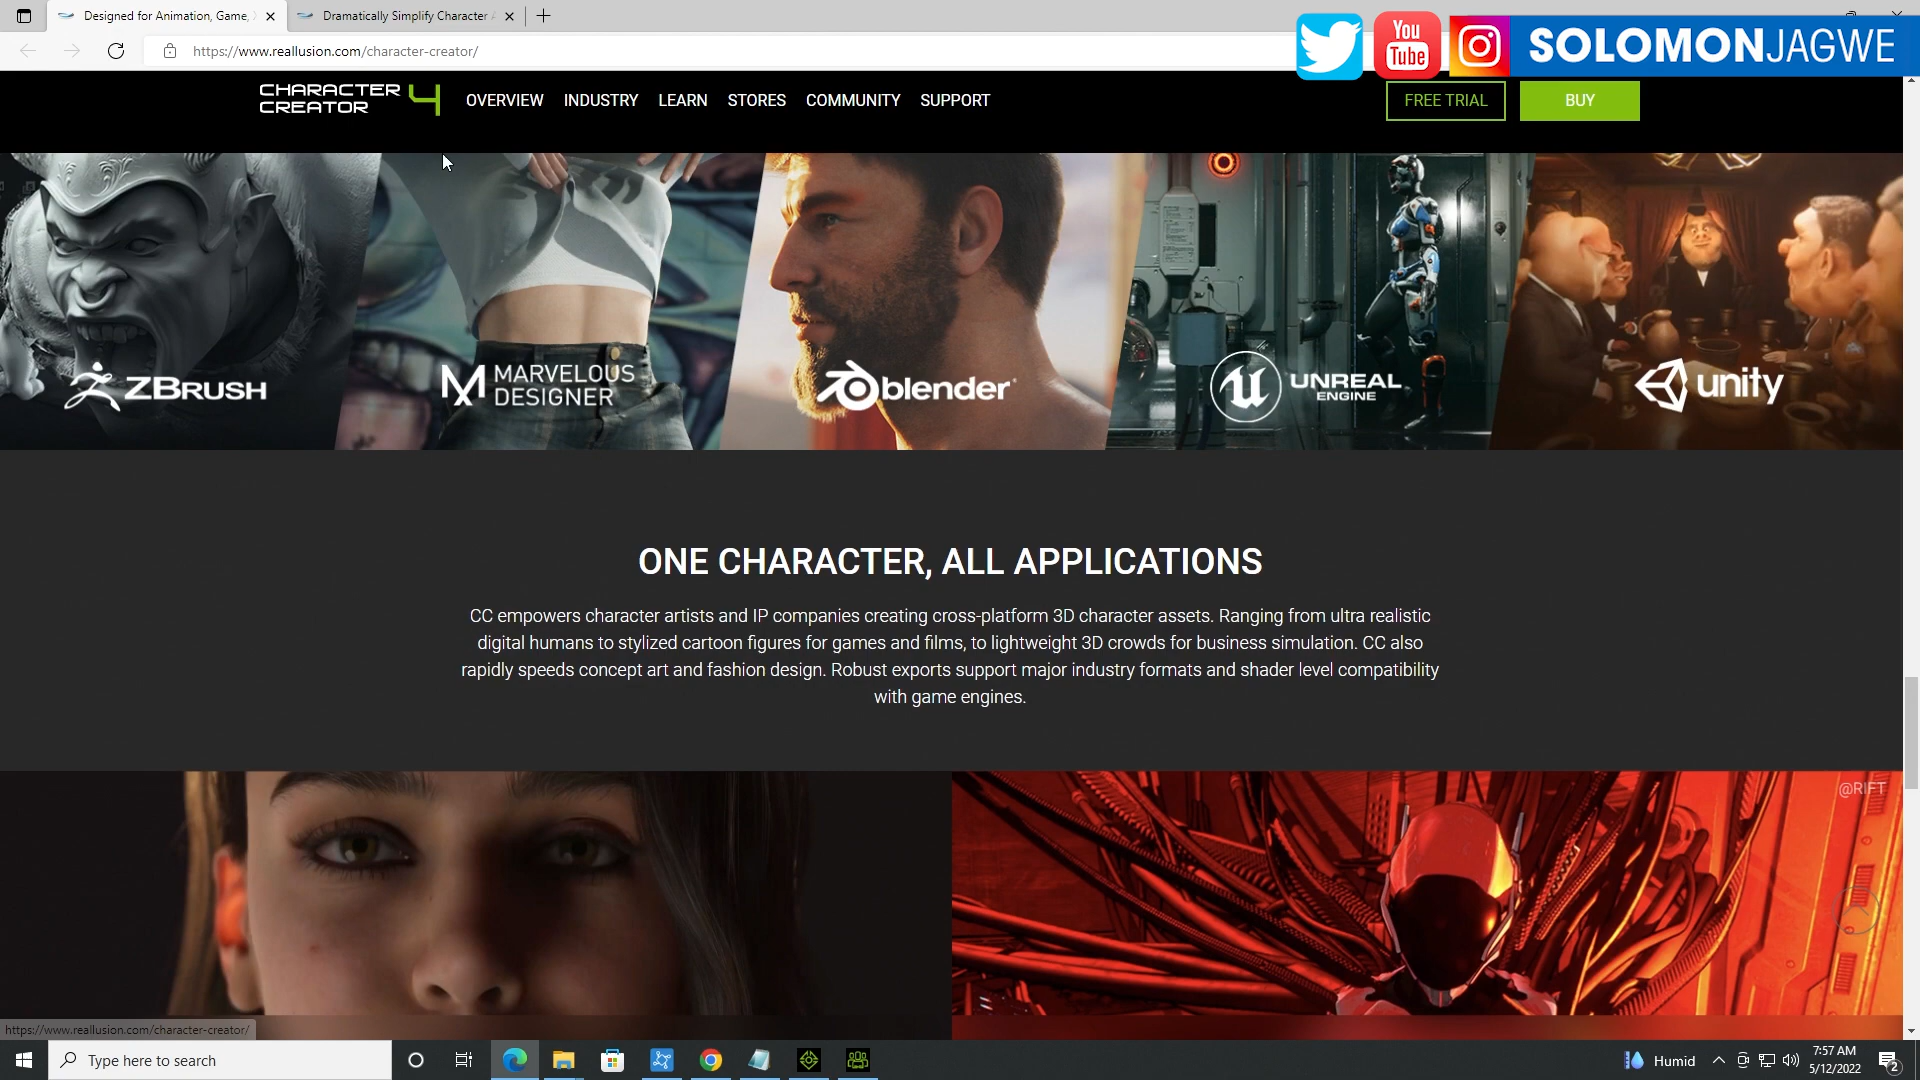 Designed for Animation, Game,
Dramatically Simplify Character
https://www.reallusion.com/character-creator/
You
Tube
SOLOMONJAGWE
CHARACTER
CREATOR 4
OVERVIEW INDUSTRY LEARN STORES COMMUNITY SUPPORT
FREE TRIAL
BUY
ZBRUSH
MARVELOUS
DESIGNER
blender
UNREAL
ENGINE
unity
ONE CHARACTER, ALL APPLICATIONS
CC empowers character artists and IP companies creating cross-platform 3D character assets. Ranging from ultra realistic
digital humans to stylized cartoon figures for games and films, to lightweight 3D crowds for business simulation. CC also
rapidly speeds concept art and fashion design. Robust exports support major industry formats and shader level compatibility
with game engines.
@RIFT
https://www.reallusion.com/character-creator/
Type here to search
Humid
7:57 AM
5/12/2022
2